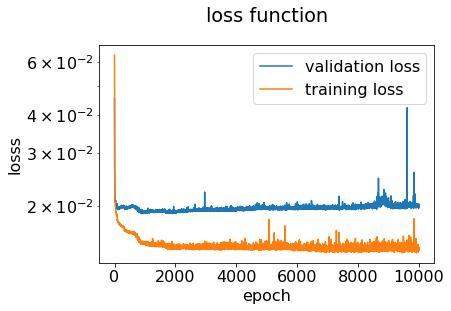 loss function
6 × 10⁻²
4 × 10⁻²
3 × 10⁻²
2 × 10⁻²
losss
validation loss
training loss
0 2000 4000 6000 8000 10000
epoch